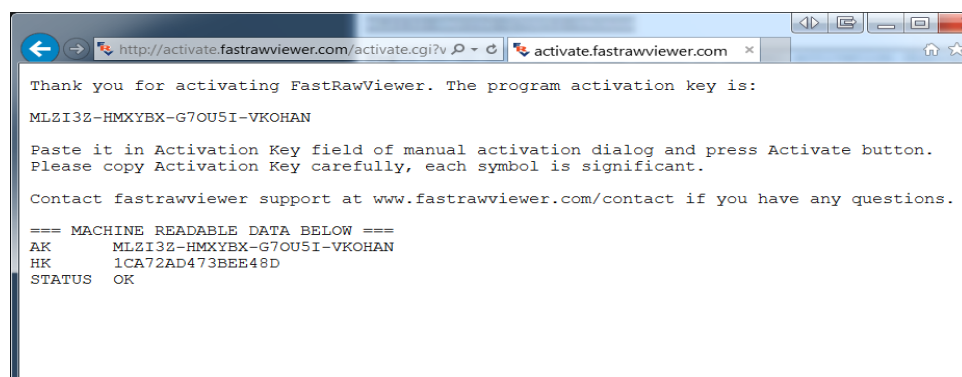 http://activate.fastrawviewer.com/activate.cgi?v
activate.fastrawviewer.com
Thank you for activating FastRawViewer. The program activation key is:
MLZI3Z-HMXYBX-G7OU5I-VKOHAN
Paste it in Activation Key field of manual activation dialog and press Activate button.
Please copy Activation Key carefully, each symbol is significant.
Contact fastrawviewer support at www.fastrawviewer.com/contact if you have any questions.
=== MACHINE READABLE DATA BELOW ===
AK MLZI3Z-HMXYBX-G7OU5I-VKOHAN
HK 1CA72AD473BEE48D
STATUS OK